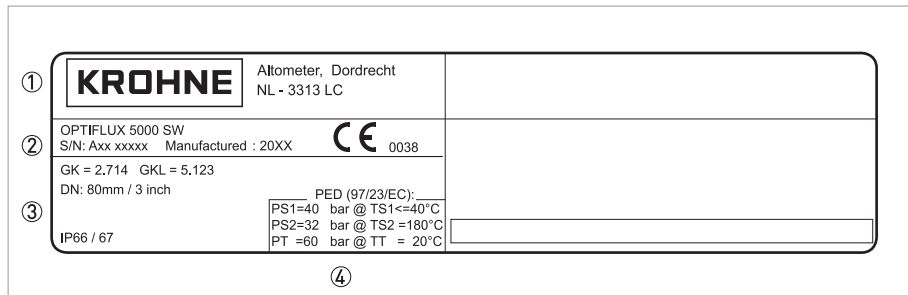 ① KROHNE Altometer, Dordrecht
NL - 3313 LC
② OPTIFLUX 5000 SW
S/N: Axx xxxxx Manufactured : 20XX CE 0038
③ GK = 2.714 GKL = 5.123
DN: 80mm / 3 inch
PED (97/23/EC):
PS1=40 bar @ TS1<=40°C
PS2=32 bar @ TS2 =180°C
IP66 / 67 PT =60 bar @ TT = 20°C
④